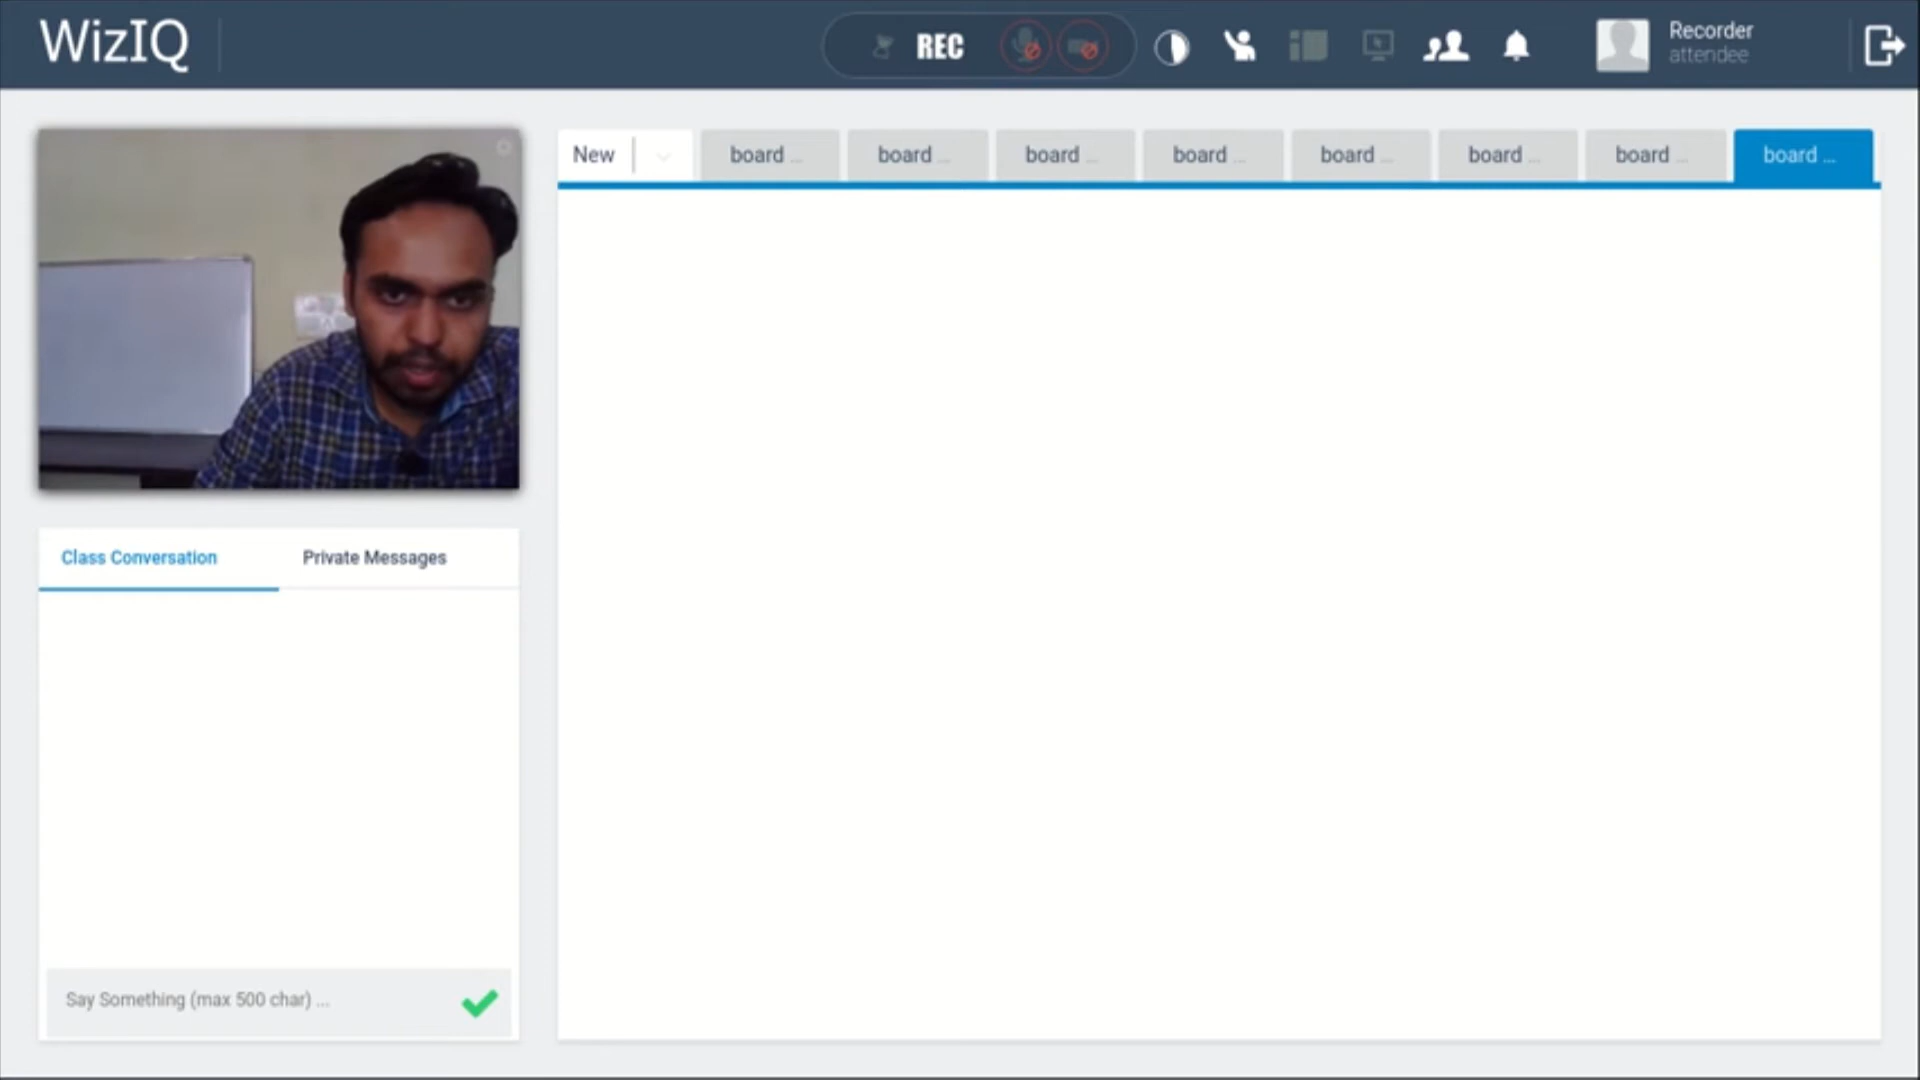 WizIQ
REC
Recorder
attendee
New
board ...
board ...
board ...
board ...
board ...
board ...
board ...
board ...
Class Conversation
Private Messages
Say Something (max 500 char) ...